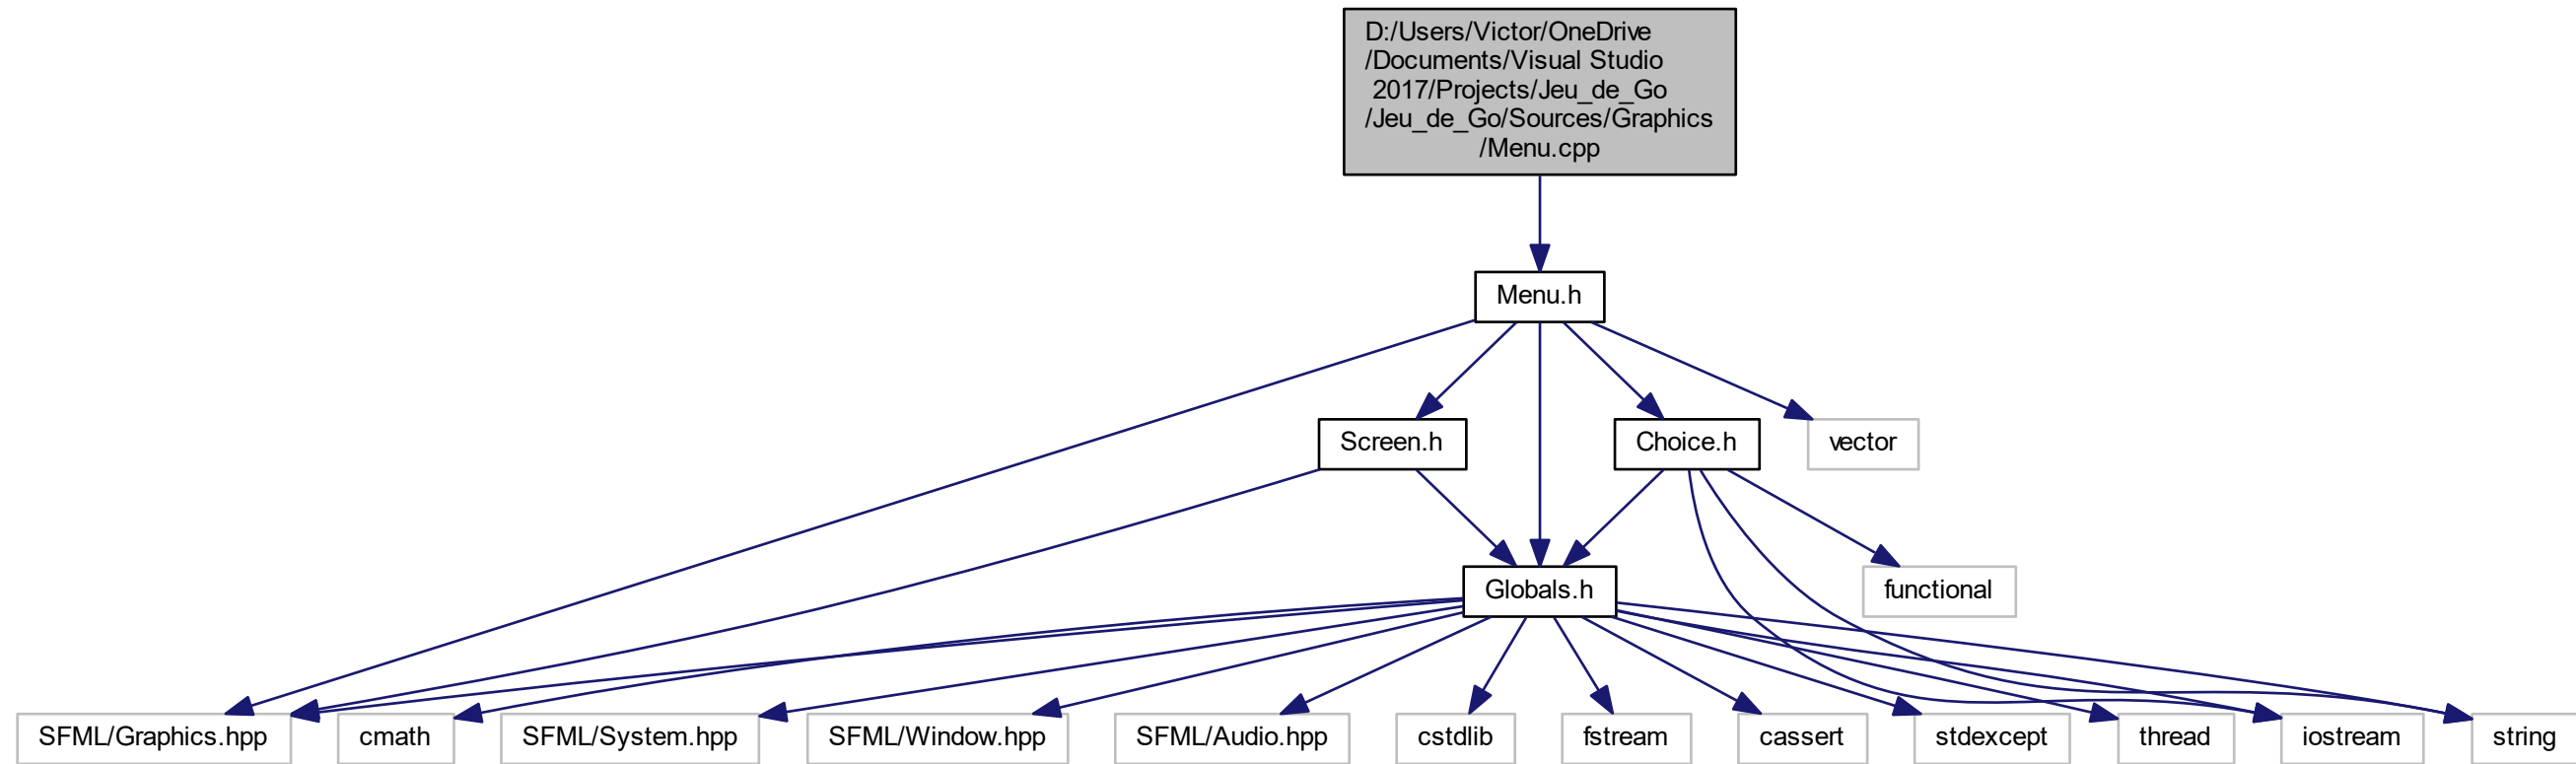 D:/Users/Victor/OneDrive
/Documents/Visual Studio
2017/Projects/Jeu_de_Go
/Jeu_de_Go/Sources/Graphics
/Menu.cpp
Menu.h
Screen.h
Choice.h
vector
Globals.h
functional
SFML/Graphics.hpp
cmath
SFML/System.hpp
SFML/Window.hpp
SFML/Audio.hpp
cstdlib
fstream
cassert
stdexcept
thread
iostream
string